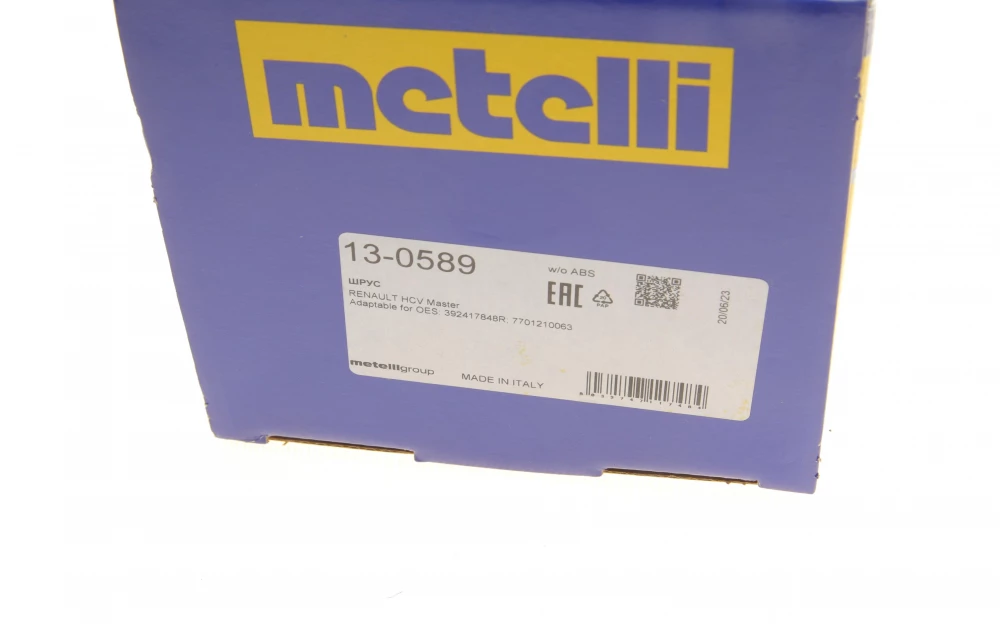 metelli
13-0589
w/o ABS
ШРУС
EAC
PAP
RENAULT HCV Master
Adaptable for OES: 392417848R; 7701210063
20/06/23
metelligroup
MADE IN ITALY